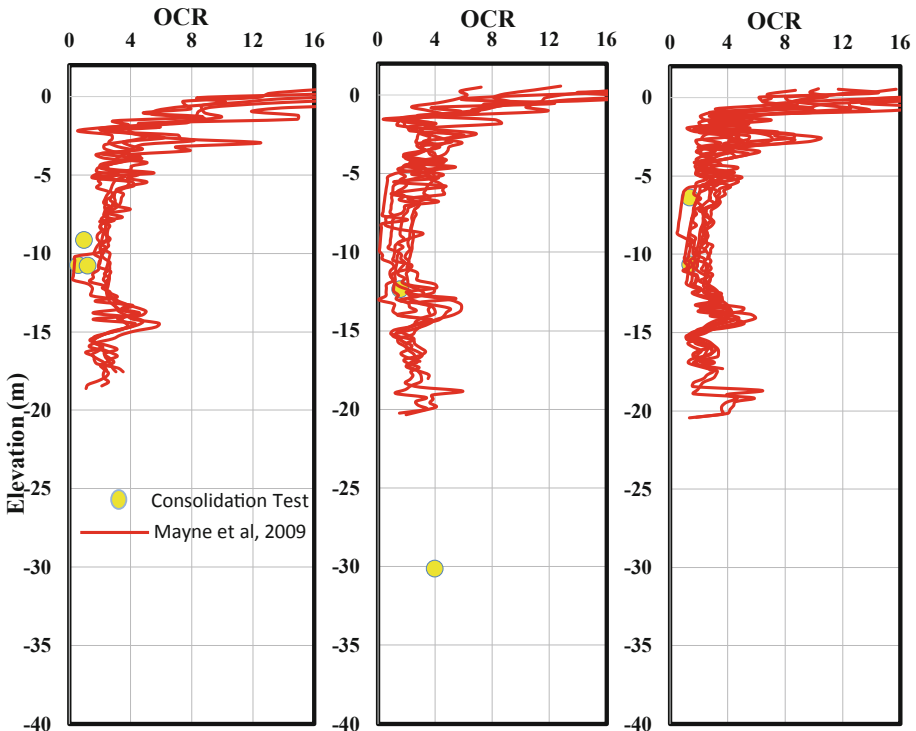 OCR OCR OCR
0 4 8 12 16 0 4 8 12 16 0 4 8 12 16
0 0 0
-5 -5 -5
-10 -10 -10
-15 -15 -15
-20 -20 -20
-25 -25 -25
-30 -30 -30
-35 -35 -35
-40 -40 -40
Elevation (m)
Consolidation Test
Mayne et al, 2009